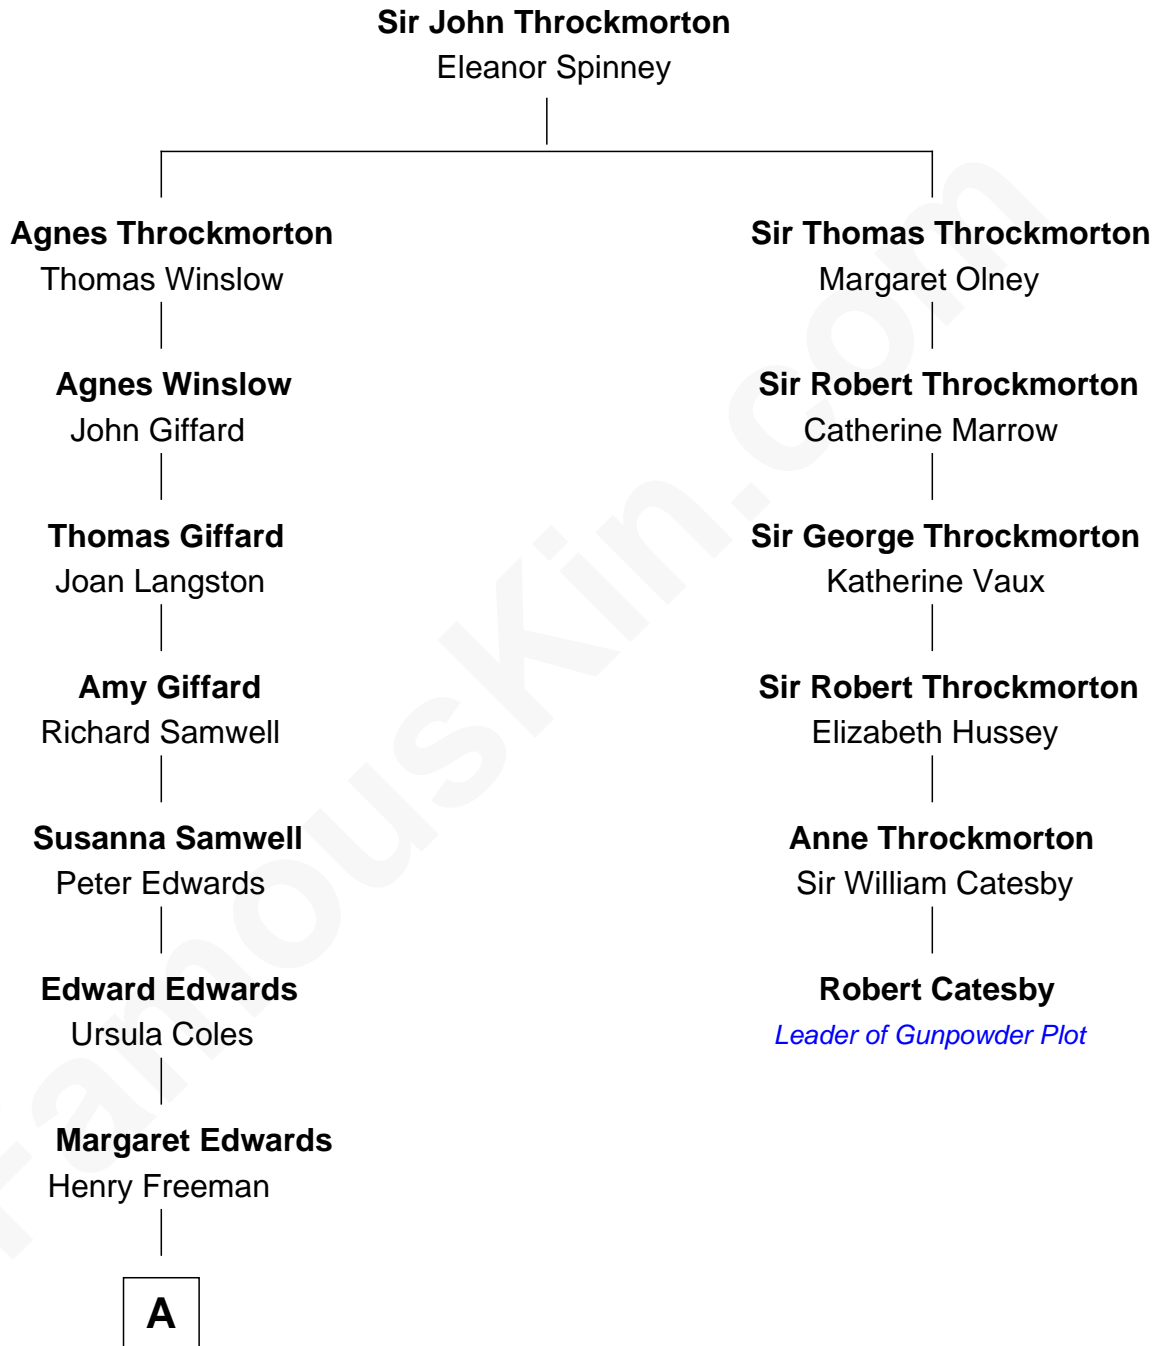 Sir John Throckmorton
Eleanor Spinney
Agnes Throckmorton
Thomas Winslow
Sir Thomas Throckmorton
Margaret Olney
Agnes Winslow
John Giffard
Sir Robert Throckmorton
Catherine Marrow
Thomas Giffard
Joan Langston
Sir George Throckmorton
Katherine Vaux
Amy Giffard
Richard Samwell
Sir Robert Throckmorton
Elizabeth Hussey
Susanna Samwell
Peter Edwards
Anne Throckmorton
Sir William Catesby
Edward Edwards
Ursula Coles
Robert Catesby
Leader of Gunpowder Plot
Margaret Edwards
Henry Freeman
A
FamousKin.com